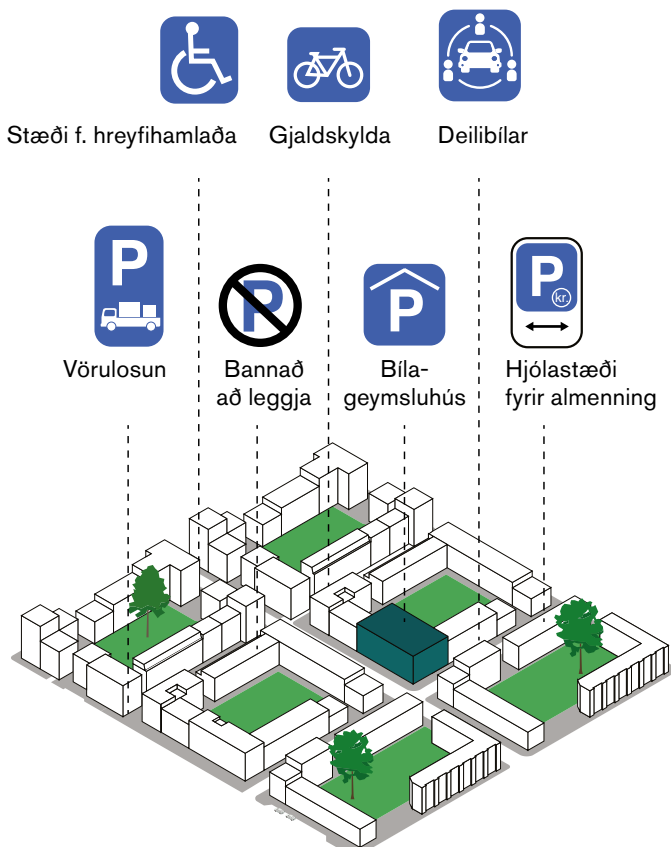 Stæði f. hreyfihamlaða
Gjaldskylda
Deilibílar
P
Vörulosun
P
Bannað
að leggja
P
Bíla-
geymsluhús
P
kr.
Hjólastæði
fyrir almenning